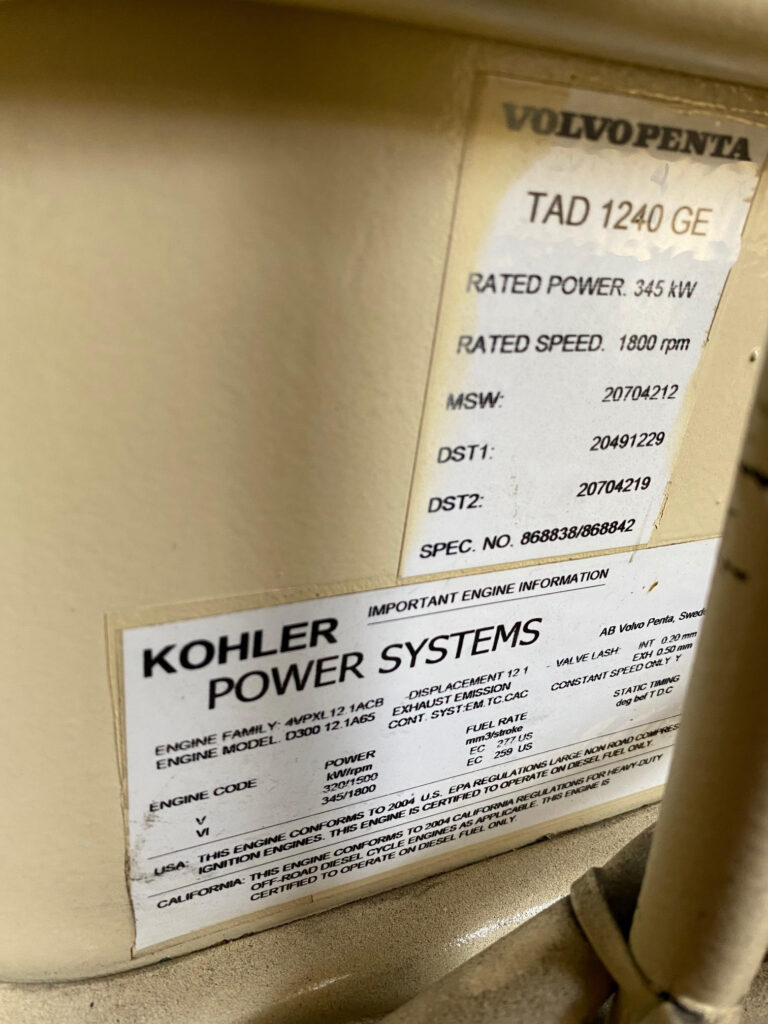 VOLVO PENTA
TAD 1240 GE
RATED POWER. 345 kW
RATED SPEED. 1800 rpm
MSW: 20704212
DST1: 20491229
DST2: 20704219
SPEC. NO. 868838/868842
IMPORTANT ENGINE INFORMATION
KOHLER
POWER SYSTEMS
AB Volvo Penta,
ENGINE FAMILY: 4VPXL12.1ACB DISPLACEMENT 12.1 VALVE LASH: INT 0.20 mm
EXH 0.50 mm
ENGINE MODEL. D300 12.1A65 EXHAUST EMISSION CONSTANT SPEED ONLY Y
CONT. SYST:EM.TC.CAC
ENGINE CODE POWER FUEL RATE STATIC TIMING
kW/rpm mm3/stroke deg bef T.D.C
V 320/1500 EC 277 US
VI 345/1800 EC 259 US
USA: THIS ENGINE CONFORMS TO 2004 U.S. EPA REGULATIONS LARGE NON ROAD
IGNITION ENGINES. THIS ENGINE IS CERTIFIED TO OPERATE ON DIESEL FUEL ONLY.
CALIFORNIA: THIS ENGINE CONFORMS TO 2004 CALIFORNIA REGULATIONS FOR HEAVY-DUTY
OFF-ROAD DIESEL CYCLE ENGINES AS APPLICABLE. THIS ENGINE IS
CERTIFIED TO OPERATE ON DIESEL FUEL ONLY.